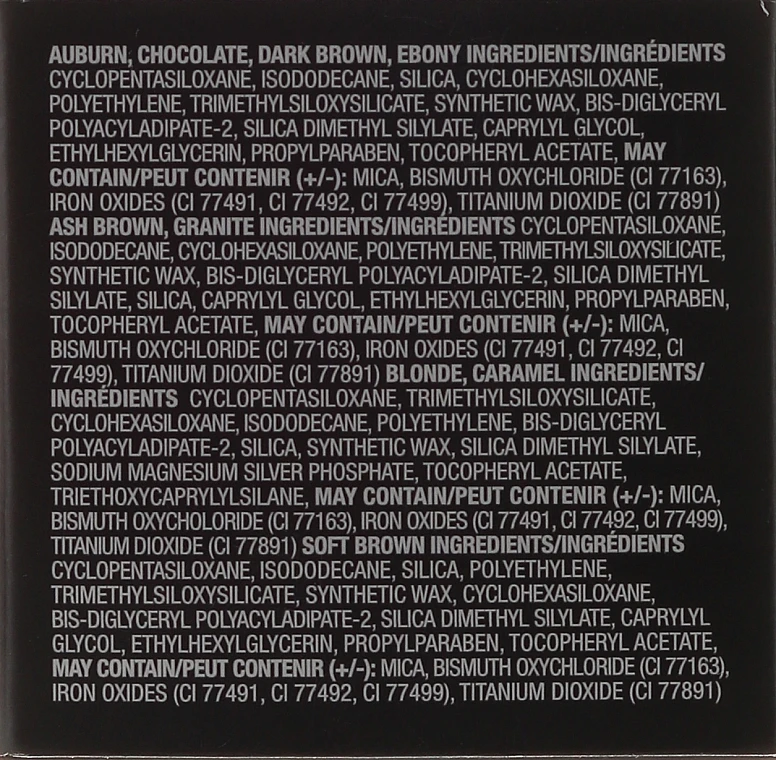 AUBURN, CHOCOLATE, DARK BROWN, EBONY INGREDIENTS/INGRÉDIENTS
CYCLOPENTASILOXANE, ISODODECANE, SILICA, CYCLOHEXASILOXANE,
POLYETHYLENE, TRIMETHYLSILOXYSILICATE, SYNTHETIC WAX, BIS-DIGLYCERYL
POLYACYLADIPATE-2, SILICA DIMETHYL SILYLATE, CAPRYLYL GLYCOL,
ETHYLHEXYLGLYCERIN, PROPYLPARABEN, TOCOPHERYL ACETATE, MAY
CONTAIN/PEUT CONTENIR (+/-): MICA, BISMUTH OXYCHLORIDE (CI 77163),
IRON OXIDES (CI 77491, CI 77492, CI 77499), TITANIUM DIOXIDE (CI 77891)
ASH BROWN, GRANITE INGREDIENTS/INGRÉDIENTS CYCLOPENTASILOXANE,
ISODODECANE, CYCLOHEXASILOXANE, POLYETHYLENE, TRIMETHYLSILOXYSILICATE,
SYNTHETIC WAX, BIS-DIGLYCERYL POLYACYLADIPATE-2, SILICA DIMETHYL
SILYLATE, SILICA, CAPRYLYL GLYCOL, ETHYLHEXYLGLYCERIN, PROPYLPARABEN,
TOCOPHERYL ACETATE, MAY CONTAIN/PEUT CONTENIR (+/-): MICA,
BISMUTH OXYCHLORIDE (CI 77163), IRON OXIDES (CI 77491, CI 77492, CI
77499), TITANIUM DIOXIDE (CI 77891) BLONDE, CARAMEL INGREDIENTS/
INGRÉDIENTS CYCLOPENTASILOXANE, TRIMETHYLSILOXYSILICATE,
CYCLOHEXASILOXANE, ISODODECANE, POLYETHYLENE, BIS-DIGLYCERYL
POLYACYLADIPATE-2, SILICA, SYNTHETIC WAX, SILICA DIMETHYL SILYLATE,
SODIUM MAGNESIUM SILVER PHOSPHATE, TOCOPHERYL ACETATE,
TRIETHOXYCAPRYLYLSILANE, MAY CONTAIN/PEUT CONTENIR (+/-): MICA,
BISMUTH OXYCHOLORIDE (CI 77163), IRON OXIDES (CI 77491, CI 77492, CI 77499),
TITANIUM DIOXIDE (CI 77891) SOFT BROWN INGREDIENTS/INGRÉDIENTS
CYCLOPENTASILOXANE, ISODODECANE, SILICA, POLYETHYLENE,
TRIMETHYLSILOXYSILICATE, SYNTHETIC WAX, CYCLOHEXASILOXANE,
BIS-DIGLYCERYL POLYACYLADIPATE-2, SILICA DIMETHYL SILYLATE, CAPRYLYL
GLYCOL, ETHYLHEXYLGLYCERIN, PROPYLPARABEN, TOCOPHERYL ACETATE,
MAY CONTAIN/PEUT CONTENIR (+/-): MICA, BISMUTH OXYCHLORIDE (CI 77163),
IRON OXIDES (CI 77491, CI 77492, CI 77499), TITANIUM DIOXIDE (CI 77891)